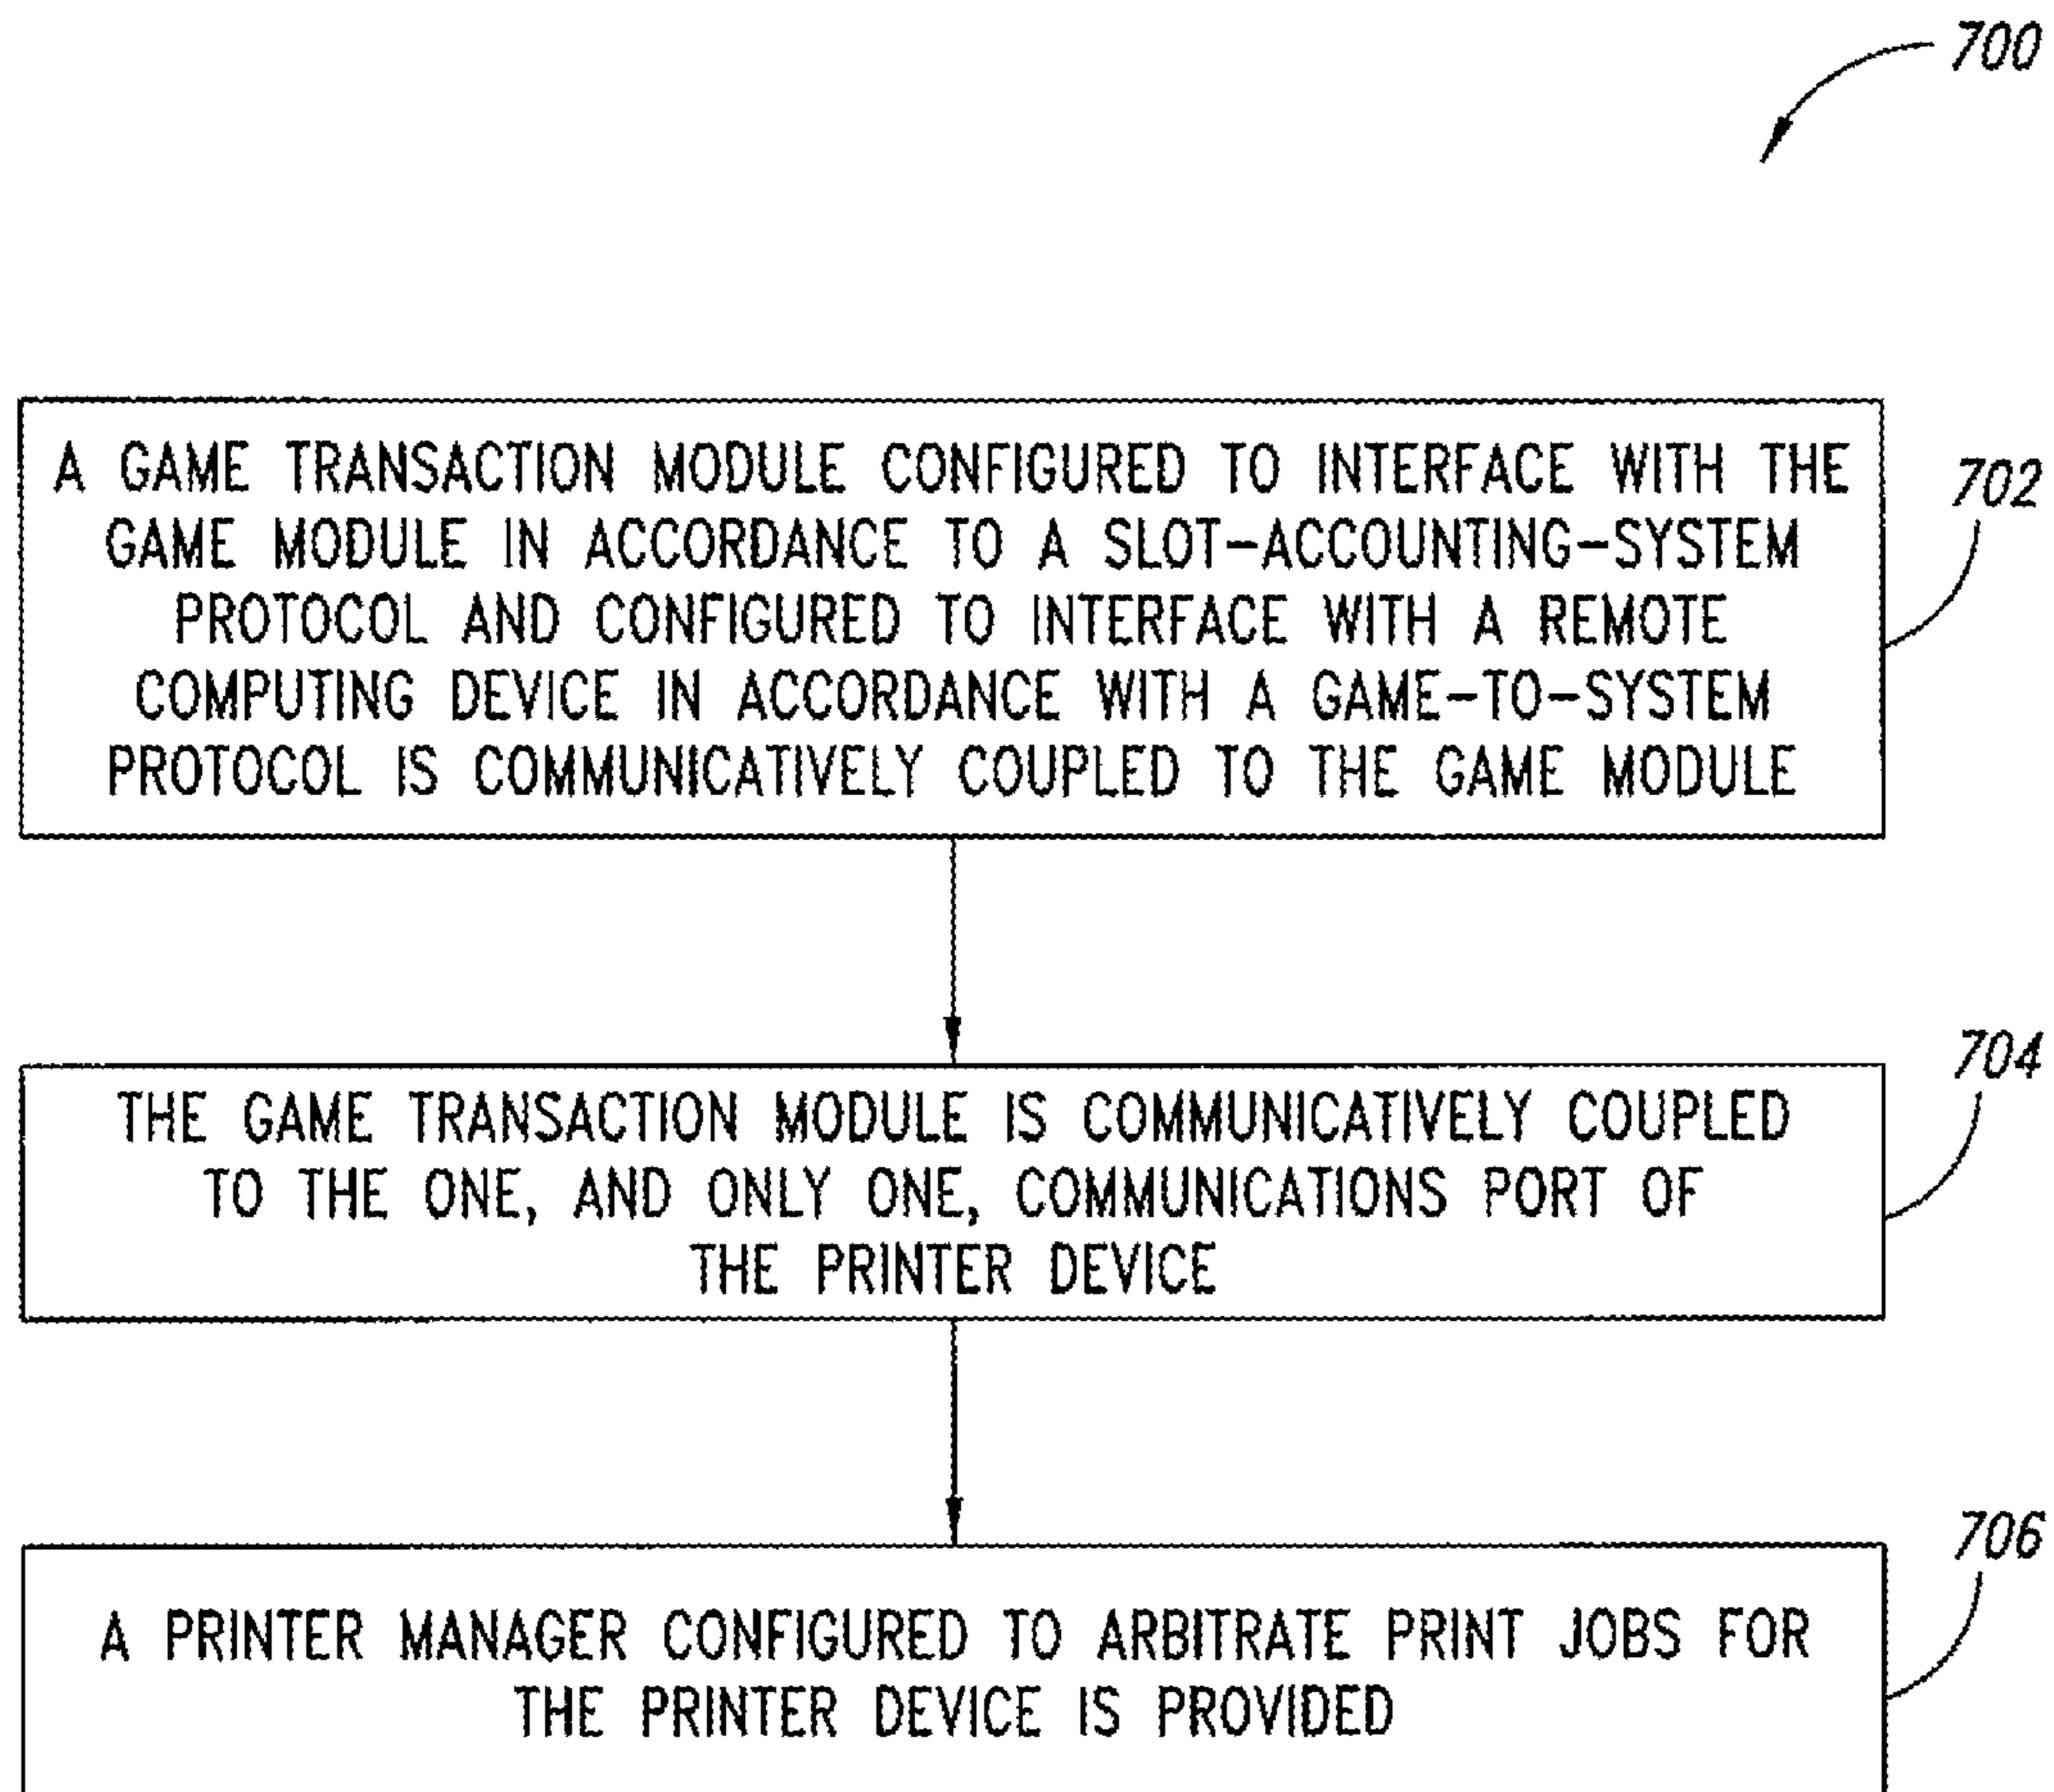 700
A GAME TRANSACTION MODULE CONFIGURED TO INTERFACE WITH THE
GAME MODULE IN ACCORDANCE TO A SLOT-ACCOUNTING-SYSTEM
PROTOCOL AND CONFIGURED TO INTERFACE WITH A REMOTE
COMPUTING DEVICE IN ACCORDANCE WITH A GAME-TO-SYSTEM
PROTOCOL IS COMMUNICATIVELY COUPLED TO THE GAME MODULE
702
THE GAME TRANSACTION MODULE IS COMMUNICATIVELY COUPLED
TO THE ONE, AND ONLY ONE, COMMUNICATIONS PORT OF
THE PRINTER DEVICE
704
A PRINTER MANAGER CONFIGURED TO ARBITRATE PRINT JOBS FOR
THE PRINTER DEVICE IS PROVIDED
706